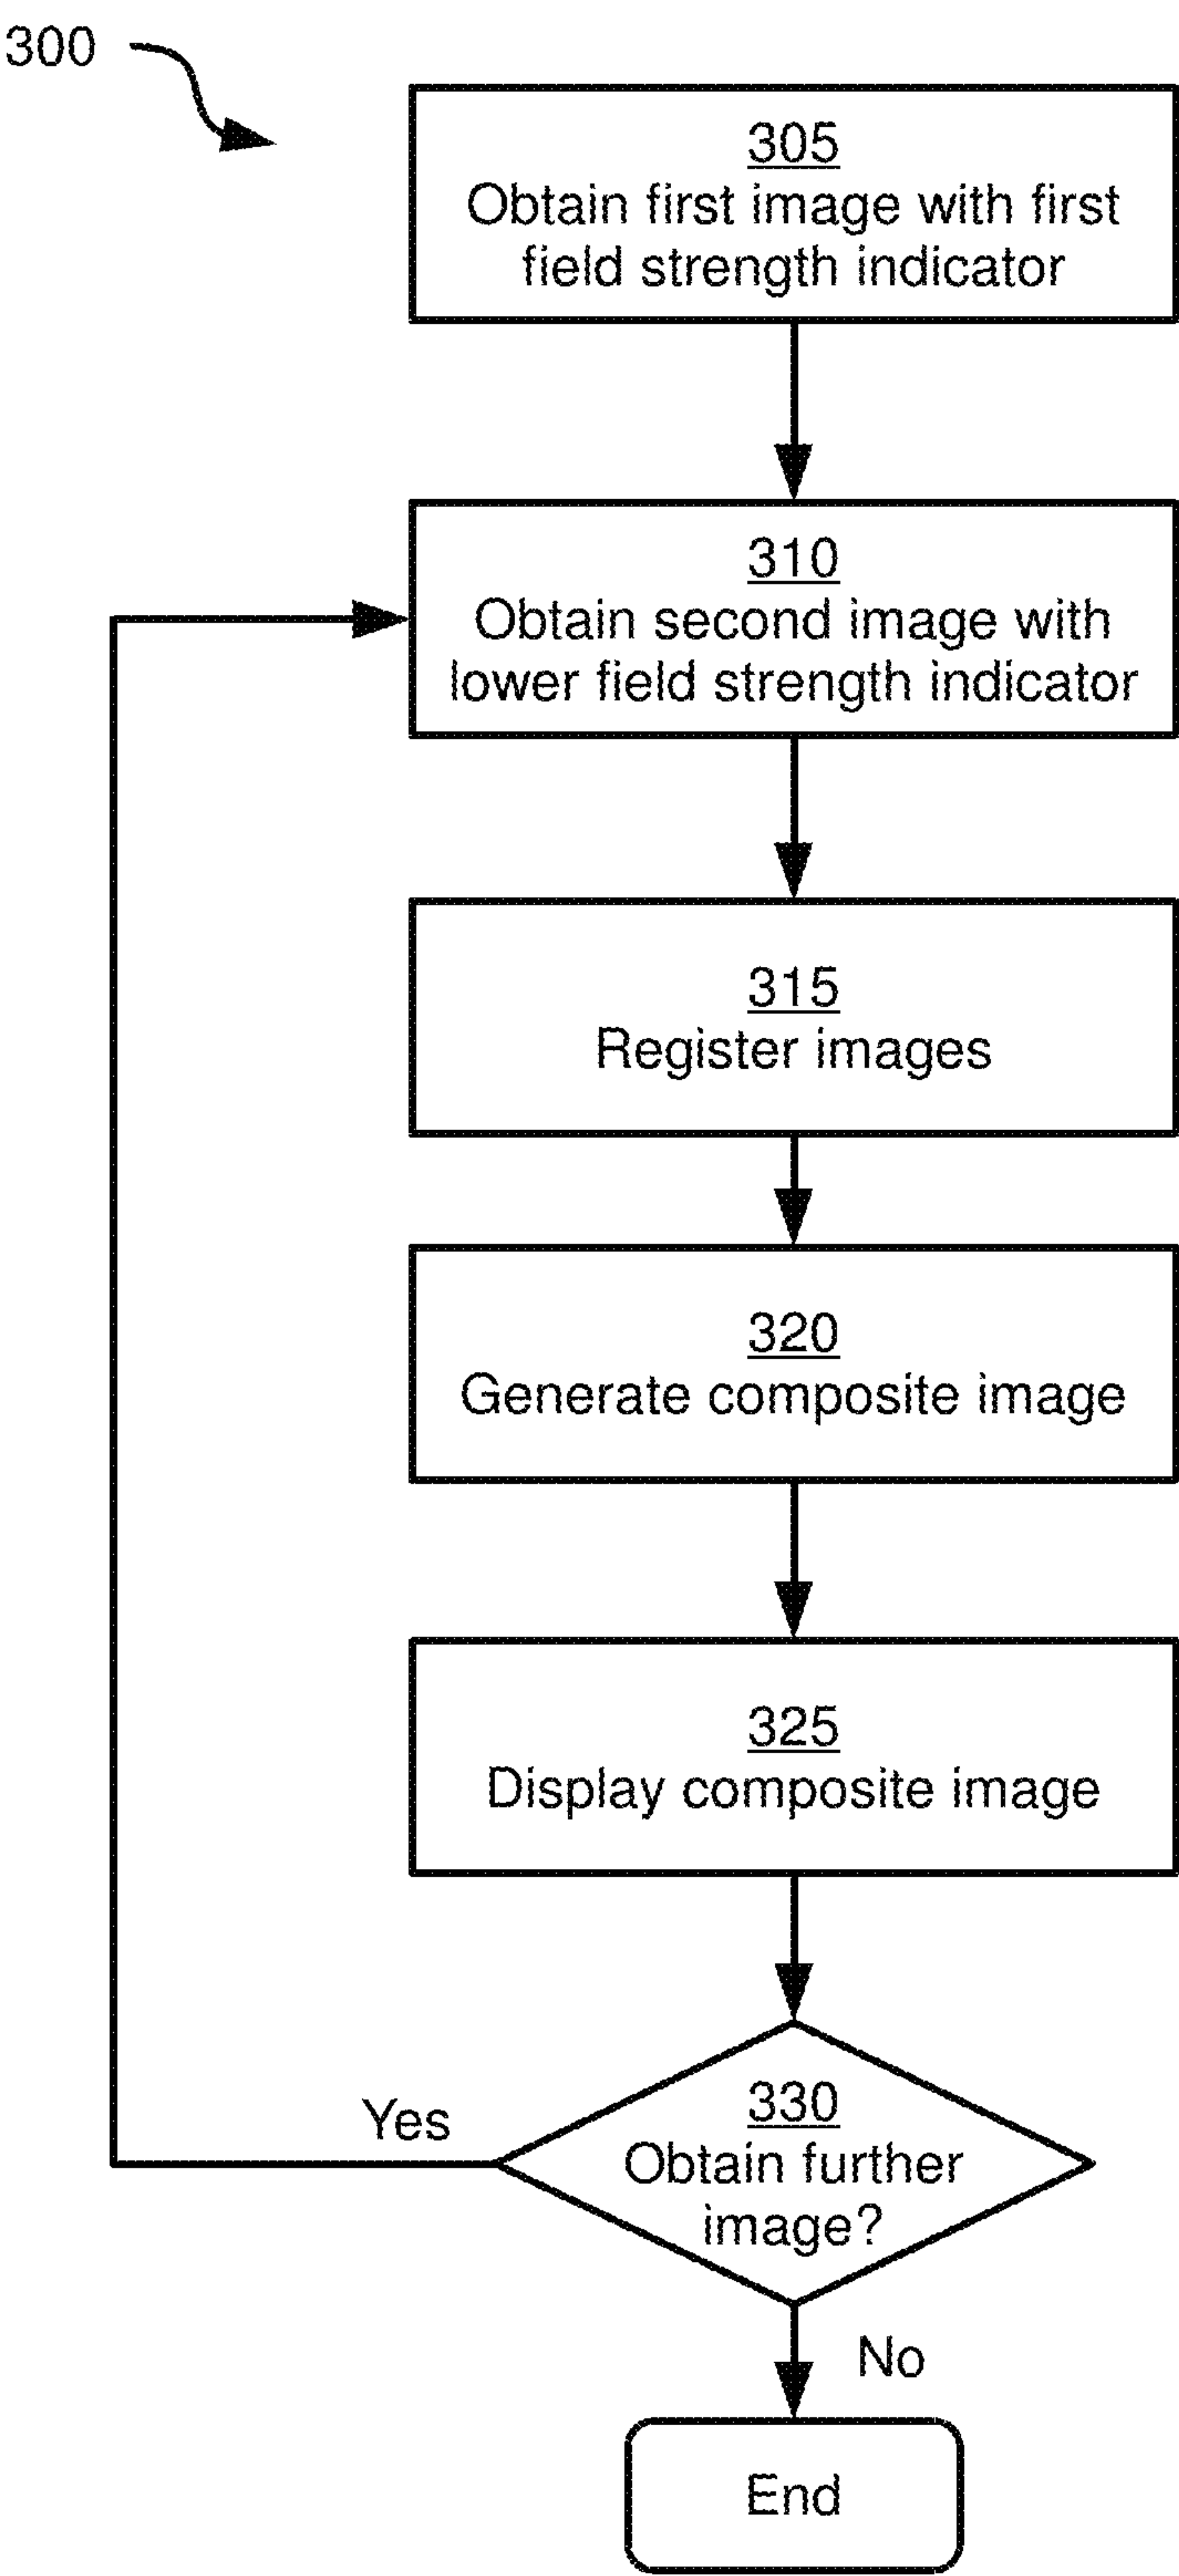 300
305
Obtain first image with first
field strength indicator
310
Obtain second image with
lower field strength indicator
315
Register images
320
Generate composite image
325
Display composite image
330
Obtain further
image?
Yes
No
End